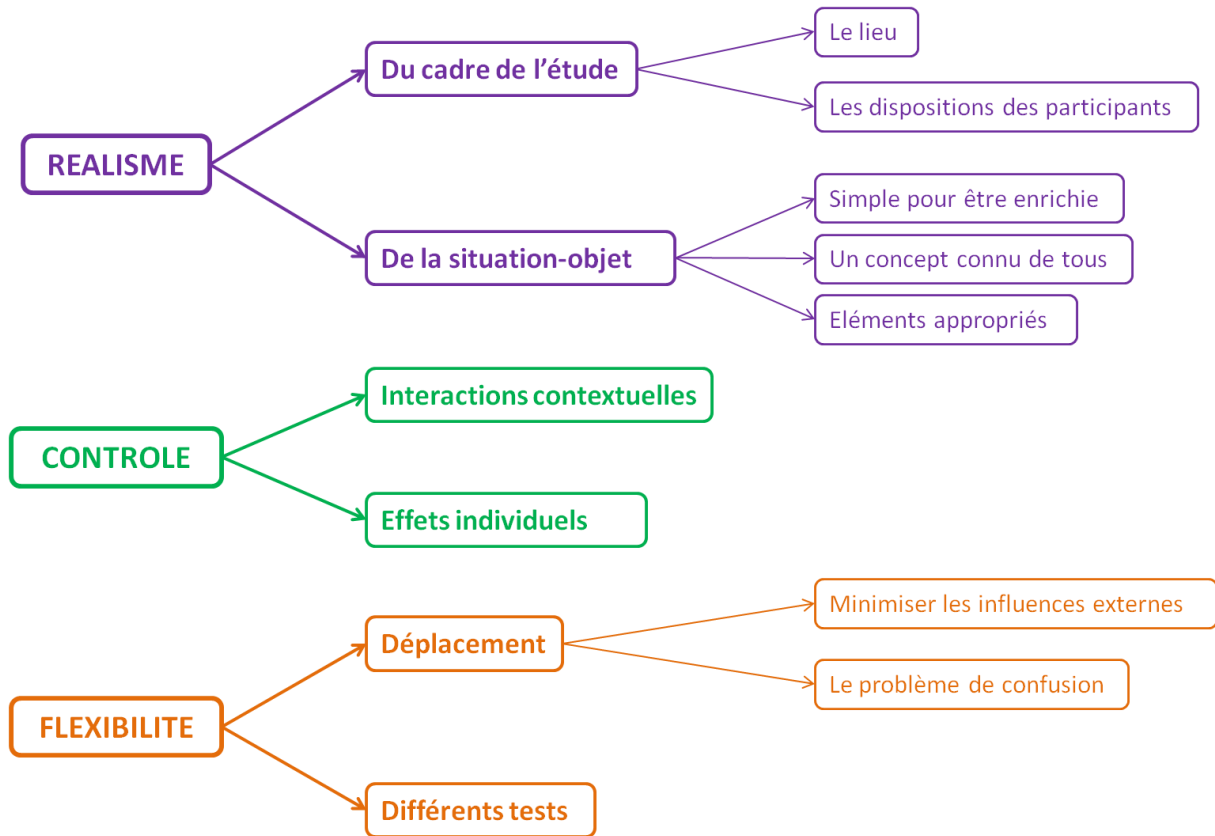 REALISME
Du cadre de l’étude
Le lieu
Les dispositions des participants
De la situation-objet
Simple pour être enrichie
Un concept connu de tous
Eléments appropriés
CONTROLE
Interactions contextuelles
Effets individuels
FLEXIBILITE
Déplacement
Minimiser les influences externes
Le problème de confusion
Différents tests